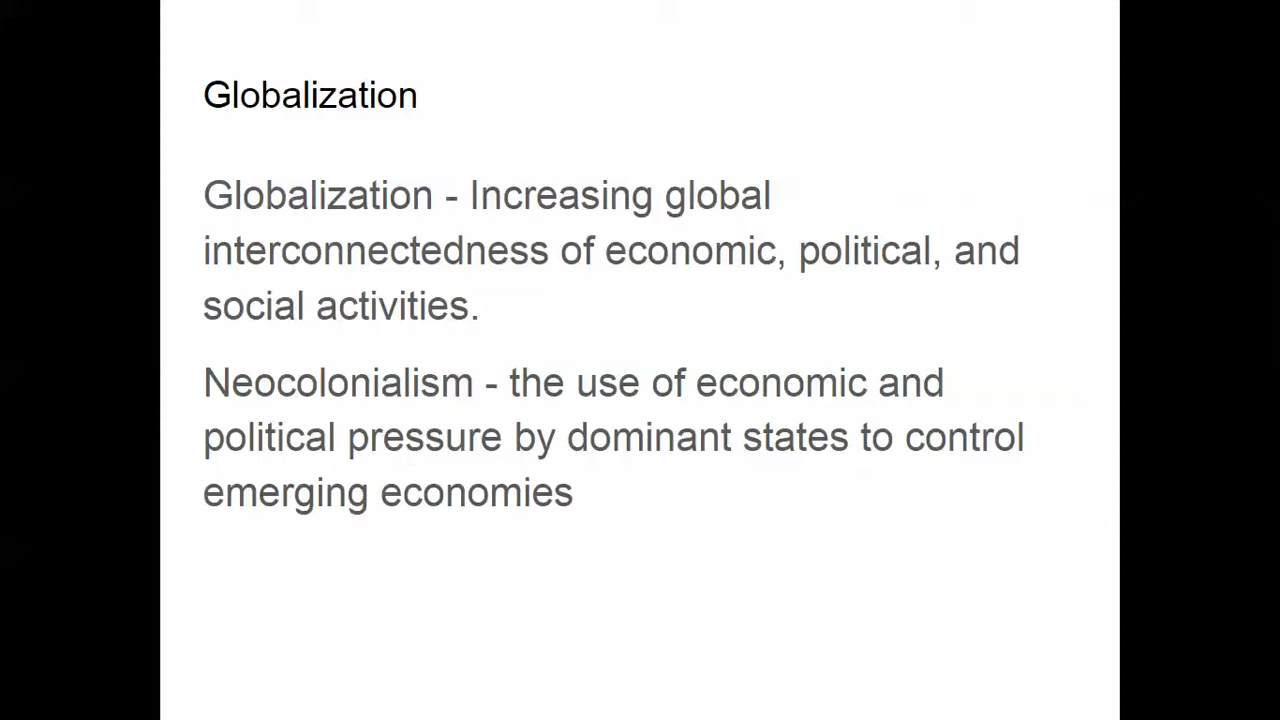 Globalization
Globalization - Increasing global
interconnectedness of economic, political, and
social activities.
Neocolonialism - the use of economic and
political pressure by dominant states to control
emerging economies